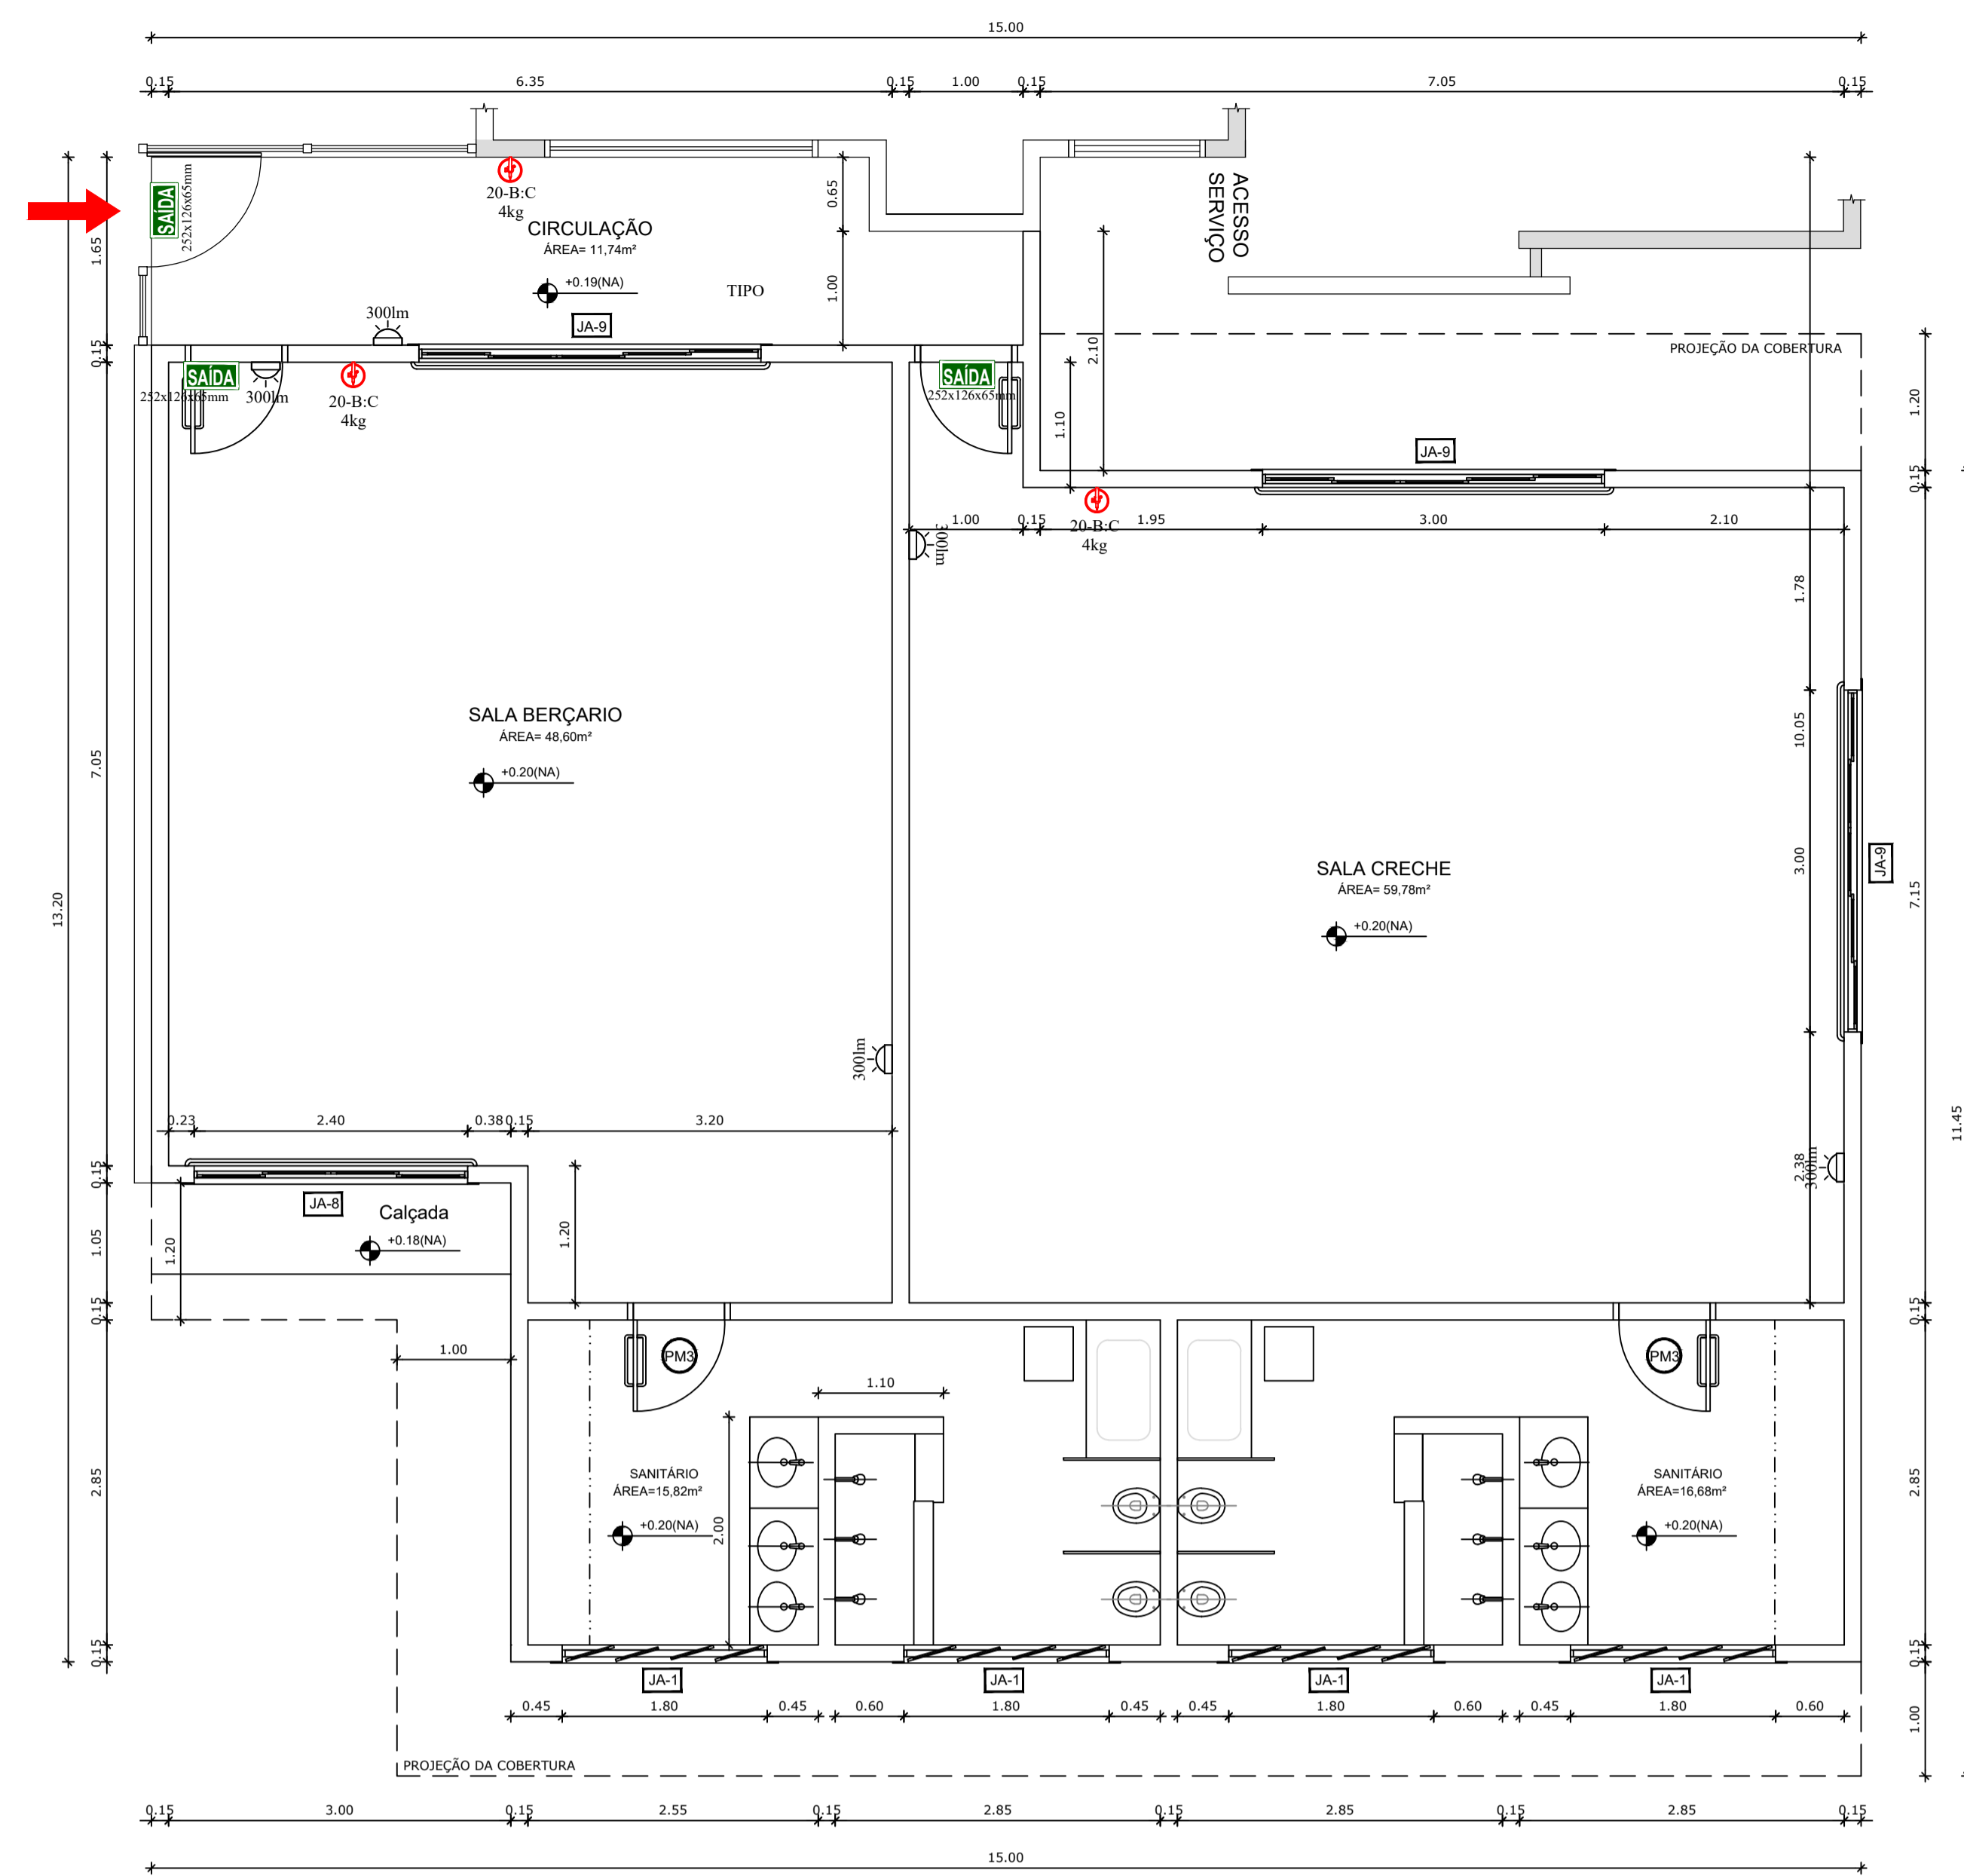 15.00
0.15
6.35
0.15
1.00
0.15
7.05
0.15
SAÍDA
252x126x65mm
20-B:C
4kg
CIRCULAÇÃO
ÁREA= 11,74m²
+0.19(NA)
TIPO
0.65
1.00
ACESSO
SERVIÇO
1.65
0.15
300lm
JA-9
SAÍDA
252x126x65mm
300lm
20-B:C
4kg
SAÍDA
252x126x65mm
2.10
1.10
PROJEÇÃO DA COBERTURA
1.20
0.15
JA-9
1.00
0.15
1.95
3.00
2.10
20-B:C
4kg
300lm
1.78
SALA BERÇARIO
ÁREA= 48,60m²
+0.20(NA)
7.05
10.05
13.20
SALA CRECHE
ÁREA= 59,78m²
+0.20(NA)
3.00
JA-9
7.15
300lm
0.23
2.40
0.38
0.15
3.20
11.45
2.38
300lm
0.15
JA-8
Calçada
+0.18(NA)
1.05
1.20
1.20
0.15
0.15
1.00
PM3
PM3
1.10
2.85
SANITÁRIO
ÁREA=15,82m²
+0.20(NA)
2.00
SANITÁRIO
ÁREA=16,68m²
+0.20(NA)
2.85
0.15
0.15
JA-1
JA-1
JA-1
JA-1
0.45
1.80
0.45
0.60
1.80
0.45
0.45
1.80
0.60
0.45
1.80
0.60
1.00
PROJEÇÃO DA COBERTURA
0.15
3.00
0.15
2.55
0.15
2.85
0.15
2.85
0.15
2.85
0.15
15.00